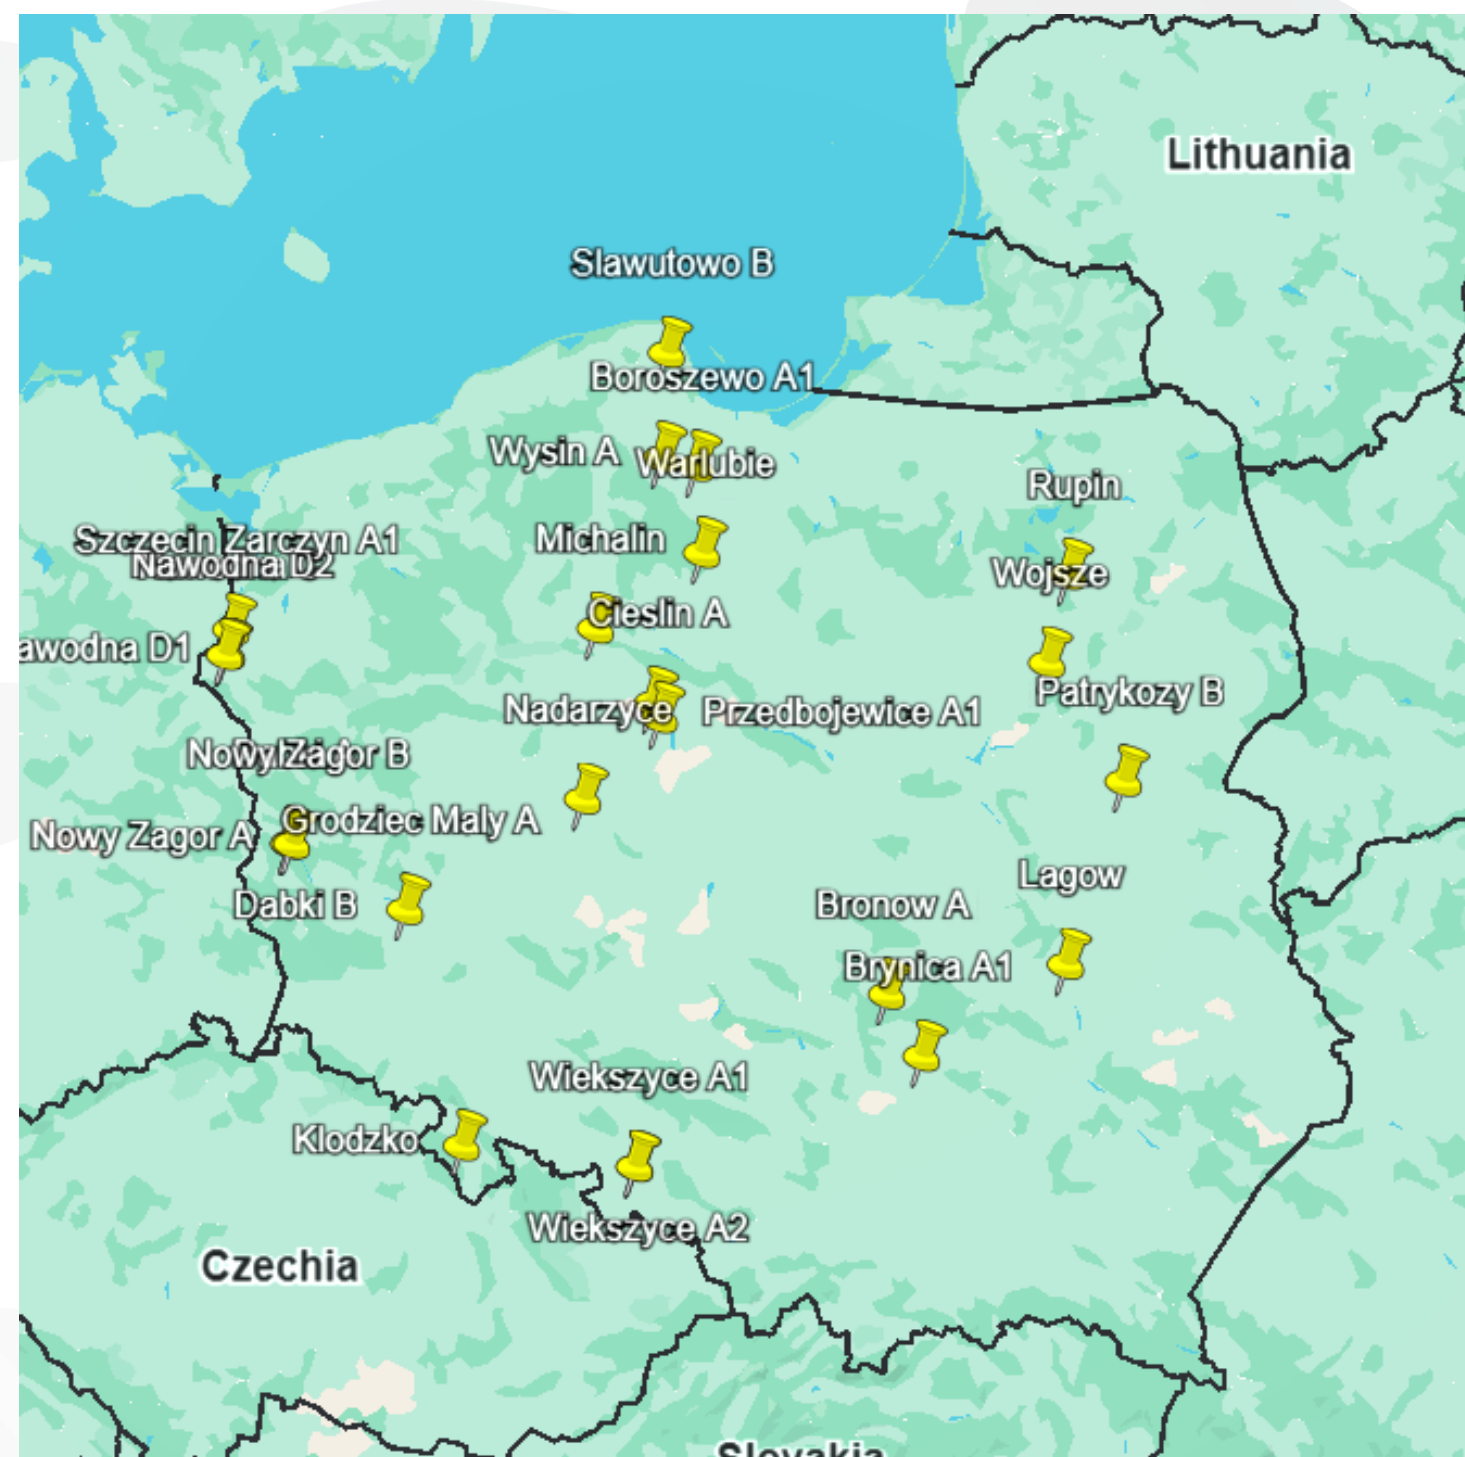 Lithuania
Slawutowo B
Boroszewo A1
Wysin A
Warlubie
Rupin
Szczecin Zarczyn A1
Michalin
Nawodna D2
Wojsze
Cieslin A
awodna D1
Patrykozy B
Nadarzyce
Przedbojewice A1
Nowy Zagor B
Grodziec Maly A
Nowy Zagor A
Lagow
Dabki B
Bronow A
Brynica A1
Wiekszyce A1
Klodzko
Wiekszyce A2
Czechia
Slovakia